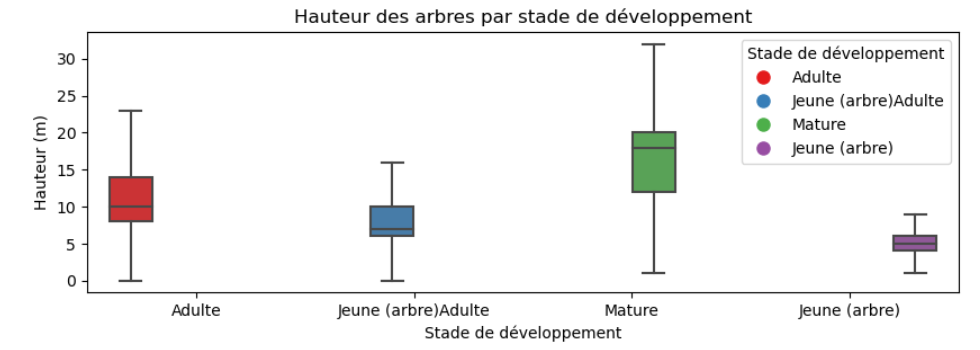 Hauteur des arbres par stade de développement
Hauteur (m)
30
25
20
15
10
5
0
Stade de développement
Adulte
Jeune (arbre)Adulte
Mature
Jeune (arbre)
Adulte
Jeune (arbre)Adulte
Mature
Jeune (arbre)
Stade de développement